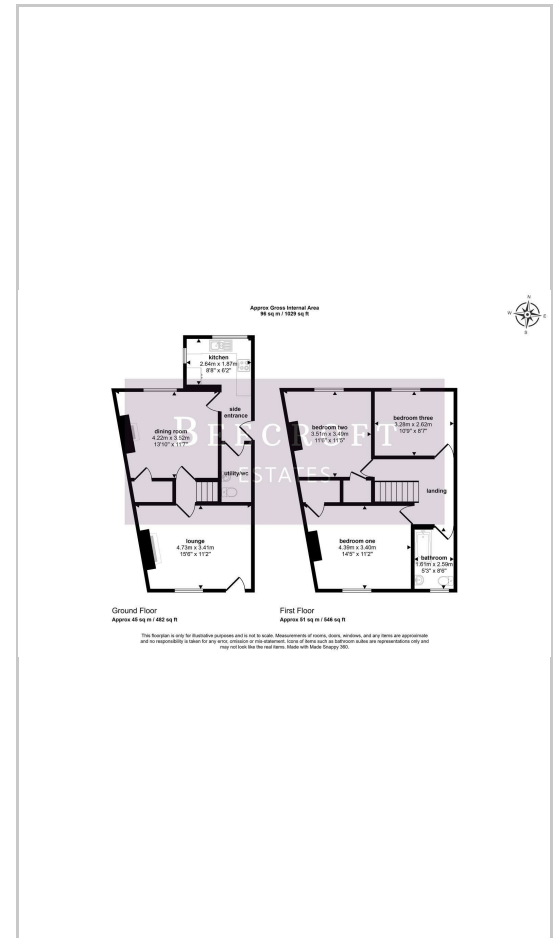 Approx Gross Internal Area
96 sq m / 1029 sq ft
N
W
E
S
kitchen
2.64m x 1.87m
8'8" x 6'2"
side
entrance
dining room
4.22m x 3.52m
13'10" x 11'7"
utility/wc
lounge
4.73m x 3.41m
15'6" x 11'2"
bedroom two
3.51m x 3.49m
11'6" x 11'5"
bedroom three
3.28m x 2.62m
10'9" x 8'7"
landing
bedroom one
4.39m x 3.40m
14'5" x 11'2"
bathroom
1.61m x 2.59m
5'3" x 8'6"
BEECROFT
ESTATES
Ground Floor
Approx 45 sq m / 482 sq ft
First Floor
Approx 51 sq m / 546 sq ft
This floorplan is only for illustrative purposes and is not to scale. Measurements of rooms, doors, windows, and any items are approximate
and no responsibility is taken for any error, omission or mis-statement. Icons of items such as bathroom suites are representations only and
may not look like the real items. Made with Made Snappy 360.